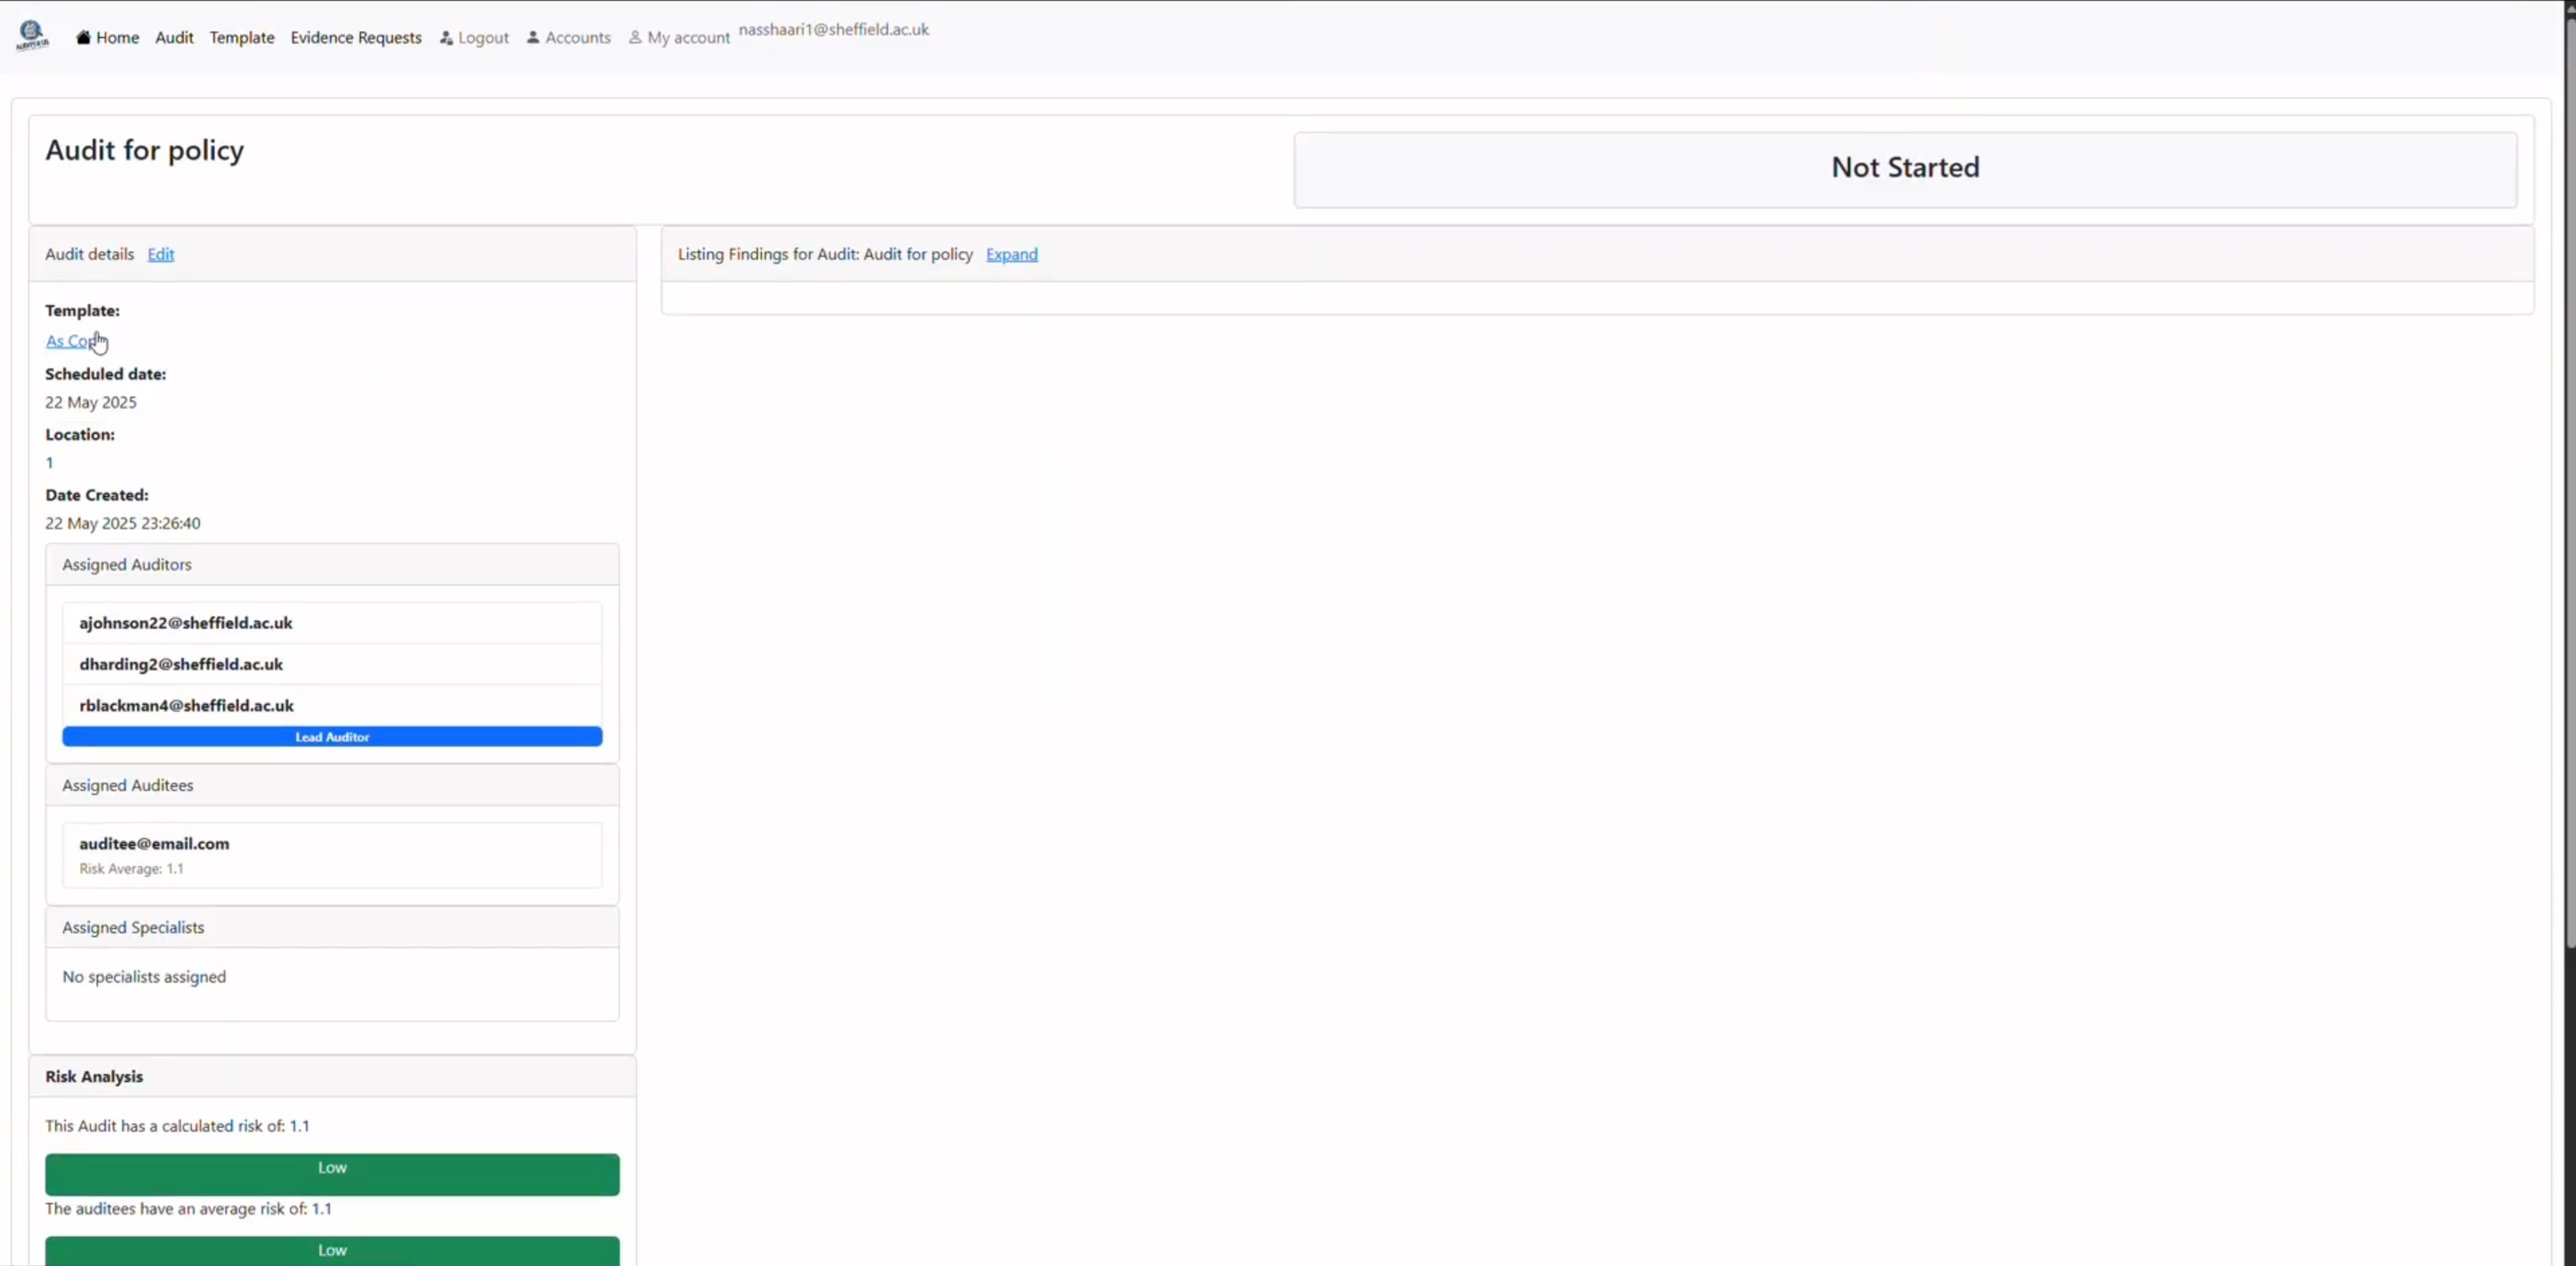 Home Audit Template Evidence Requests Logout Accounts My account nasshaari1@sheffield.ac.uk
Audit for policy
Not Started
Audit details Edit
Listing Findings for Audit: Audit for policy Expand
Template:
As
Scheduled date:
22 May 2025
Location:
1
Date Created:
22 May 2025 23:26:40
Assigned Auditors
ajohnson22@sheffield.ac.uk
dharding2@sheffield.ac.uk
rblackman4@sheffield.ac.uk
Lead Auditor
Assigned Auditees
auditee@email.com
Risk Average: 1.1
Assigned Specialists
No specialists assigned
Risk Analysis
This Audit has a calculated risk of: 1.1
Low
The auditees have an average risk of: 1.1
Low